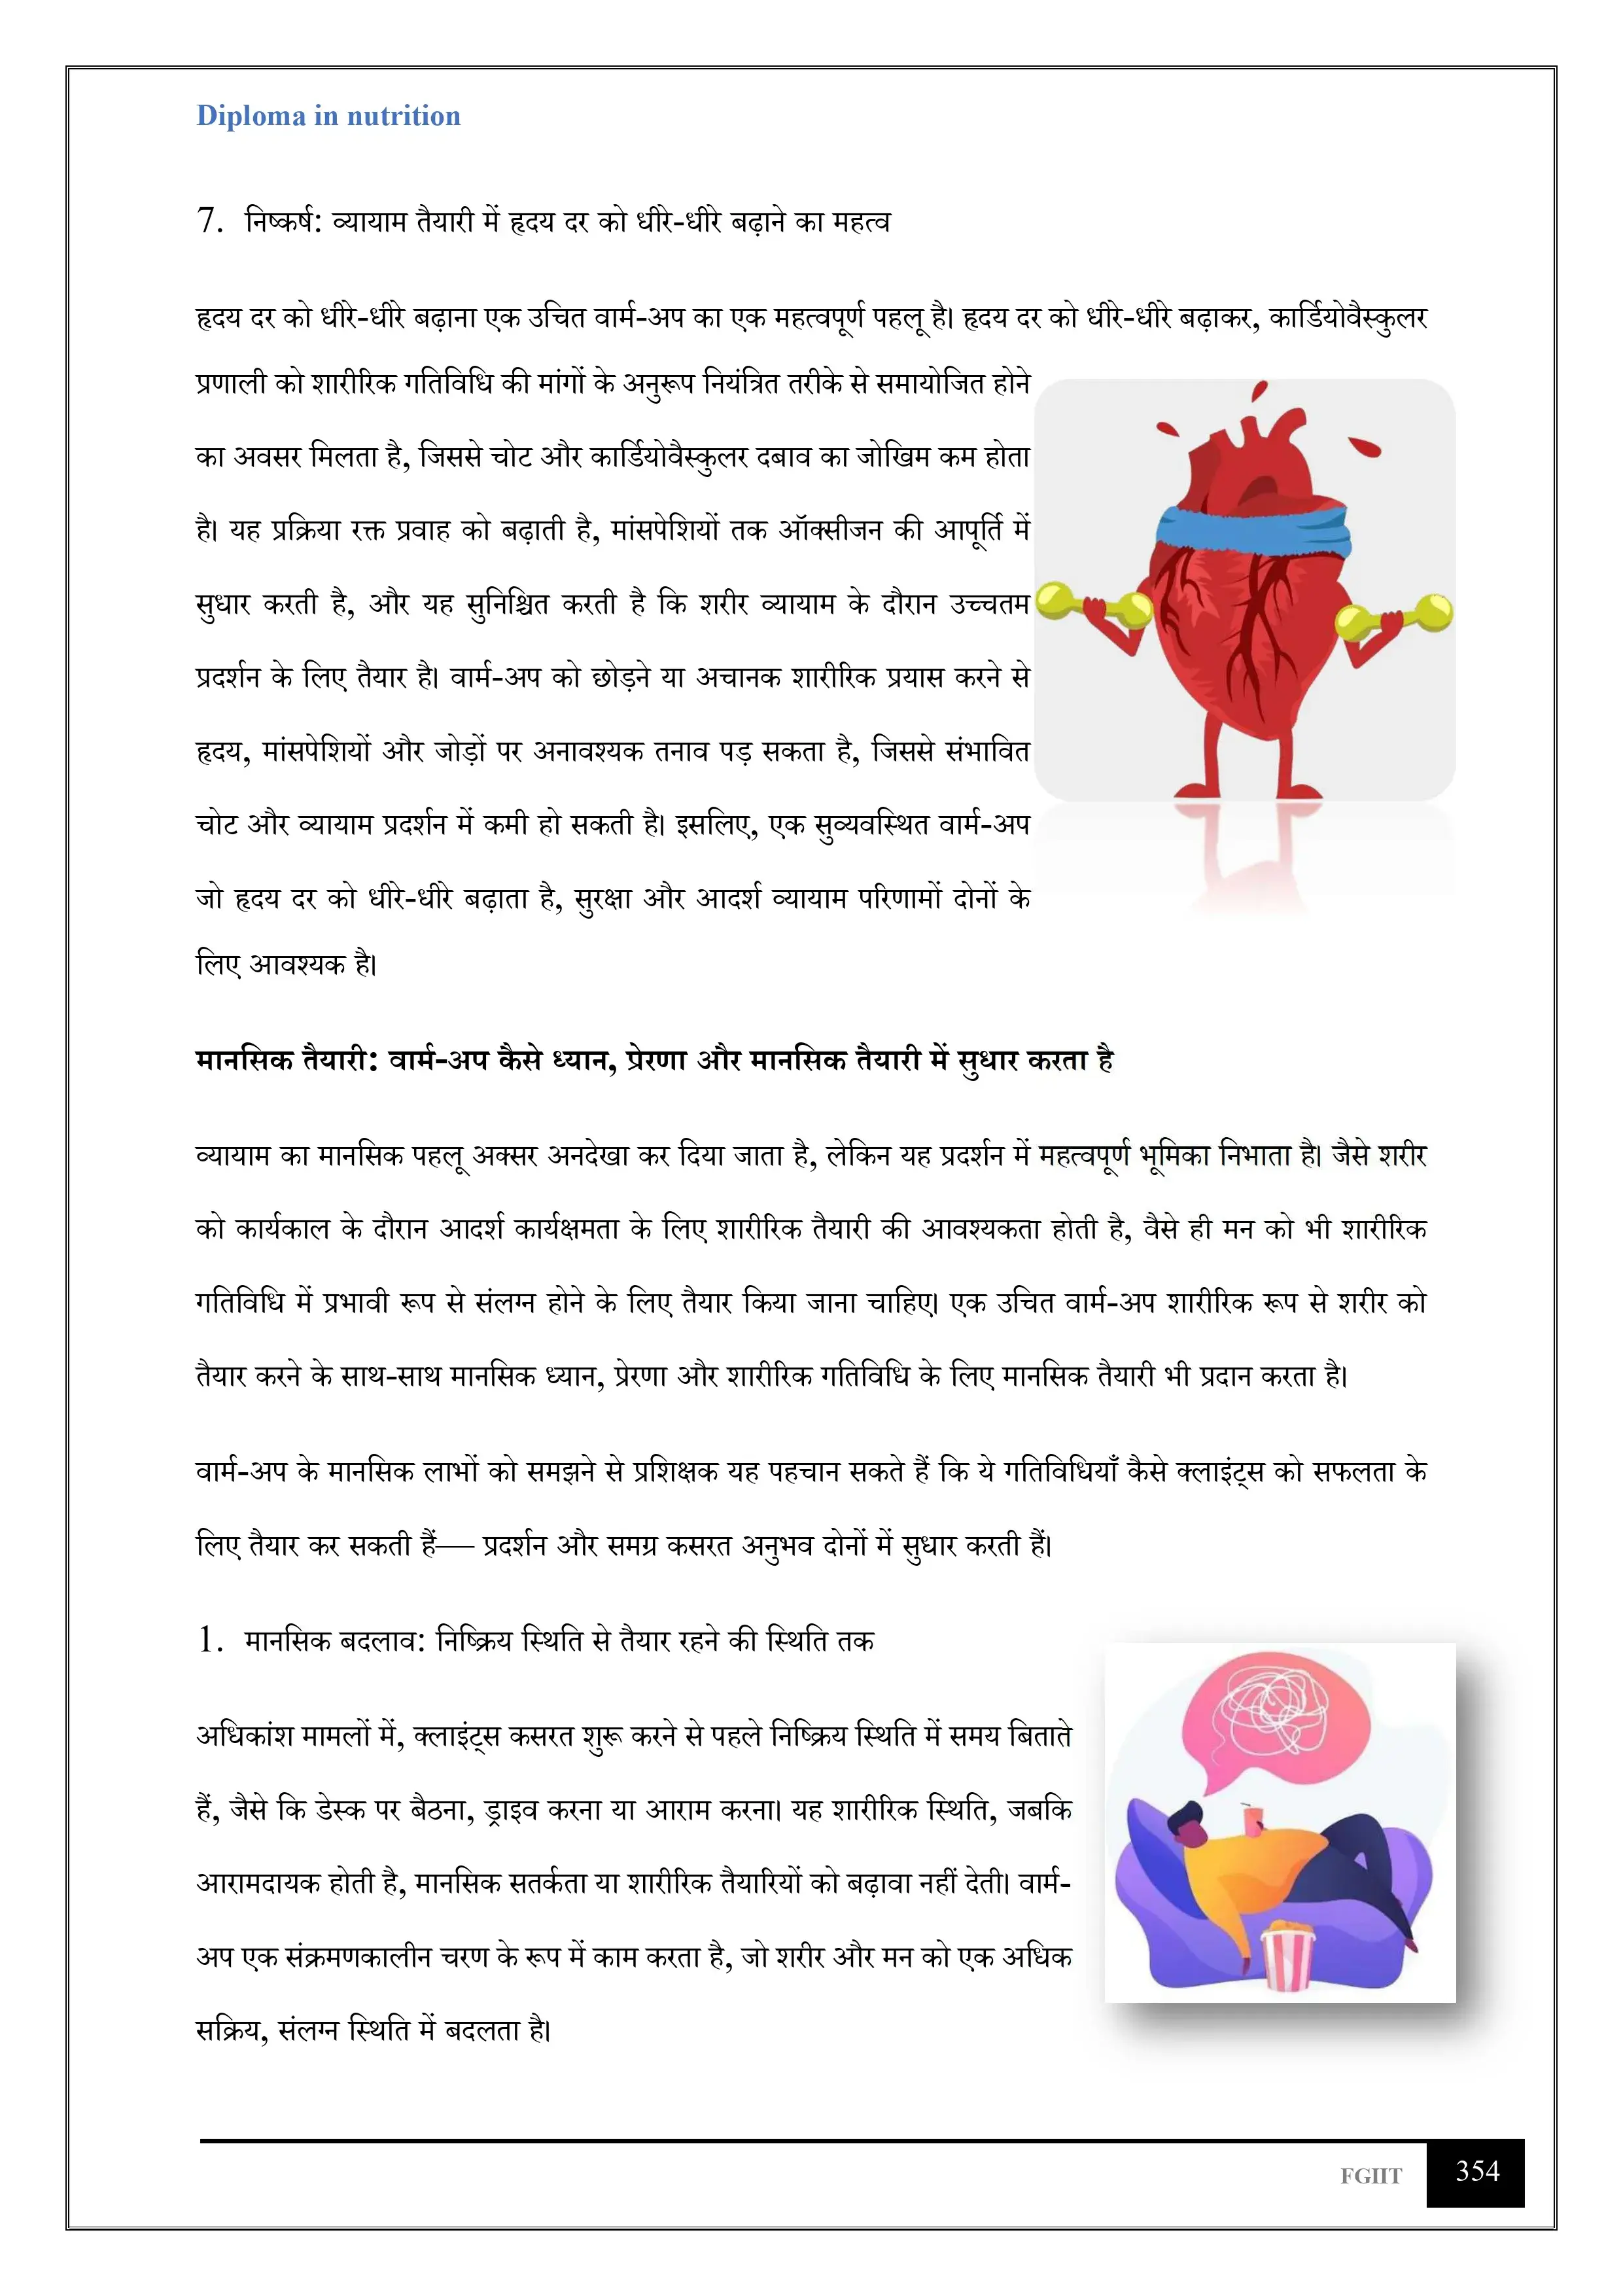 Diploma in nutrition
7. निष्कर्ष: व्यायाम तैयारी में हृदय दर को धीरे-धीरे बढ़ाने का महत्व
हृदय दर को धीरे-धीरे बढ़ाना एक उचित वार्म-अप का एक महत्वपूर्ण पहलू है। हृदय दर को धीरे-धीरे बढ़ाकर, कार्डियोवैस्कुलर
प्रणाली को शारीरिक गतिविधि की मांगों के अनुरूप नियंत्रित तरीके से समायोजित होने
का अवसर मिलता है, जिससे चोट और कार्डियोवैस्कुलर दबाव का जोखिम कम होता
है। यह प्रक्रिया रक्त प्रवाह को बढ़ाती है, मांसपेशियों तक ऑक्सीजन की आपूर्ति में
सुधार करती है, और यह सुनिश्चित करती है कि शरीर व्यायाम के दौरान उच्चतम
प्रदर्शन के लिए तैयार है। वार्म-अप को छोड़ने या अचानक शारीरिक प्रयास करने से
हृदय, मांसपेशियों और जोड़ों पर अनावश्यक तनाव पड़ सकता है, जिससे संभावित
चोट और व्यायाम प्रदर्शन में कमी हो सकती है। इसलिए, एक सुव्यवस्थित वार्म-अप
जो हृदय दर को धीरे-धीरे बढ़ाता है, सुरक्षा और आदर्श व्यायाम परिणामों दोनों के
लिए आवश्यक है।
मानसिक तैयारी: वार्म-अप कैसे ध्यान, प्रेरणा और मानसिक तैयारी में सुधार करता है
व्यायाम का मानसिक पहलू अक्सर अनदेखा कर दिया जाता है, लेकिन यह प्रदर्शन में महत्वपूर्ण भूमिका निभाता है। जैसे शरीर
को कार्यकाल के दौरान आदर्श कार्यक्षमता के लिए शारीरिक तैयारी की आवश्यकता होती है, वैसे ही मन को भी शारीरिक
गतिविधि में प्रभावी रूप से संलग्न होने के लिए तैयार किया जाना चाहिए। एक उचित वार्म-अप शारीरिक रूप से शरीर को
तैयार करने के साथ-साथ मानसिक ध्यान, प्रेरणा और शारीरिक गतिविधि के लिए मानसिक तैयारी भी प्रदान करता है।
वार्म-अप के मानसिक लाभों को समझने से प्रशिक्षक यह पहचान सकते हैं कि ये गतिविधियाँ कैसे क्लाइंट्स को सफलता के
लिए तैयार कर सकती हैं— प्रदर्शन और समग्र कसरत अनुभव दोनों में सुधार करती हैं।
1. मानसिक बदलाव: निष्क्रिय स्थिति से तैयार रहने की स्थिति तक
अधिकांश मामलों में, क्लाइंट्स कसरत शुरू करने से पहले निष्क्रिय स्थिति में समय बिताते
हैं, जैसे कि डेस्क पर बैठना, ड्राइव करना या आराम करना। यह शारीरिक स्थिति, जबकि
आरामदायक होती है, मानसिक सतर्कता या शारीरिक तैयारियों को बढ़ावा नहीं देती। वार्म-
अप एक संक्रमणकालीन चरण के रूप में काम करता है, जो शरीर और मन को एक अधिक
सक्रिय, संलग्न स्थिति में बदलता है।
FGIIT 354